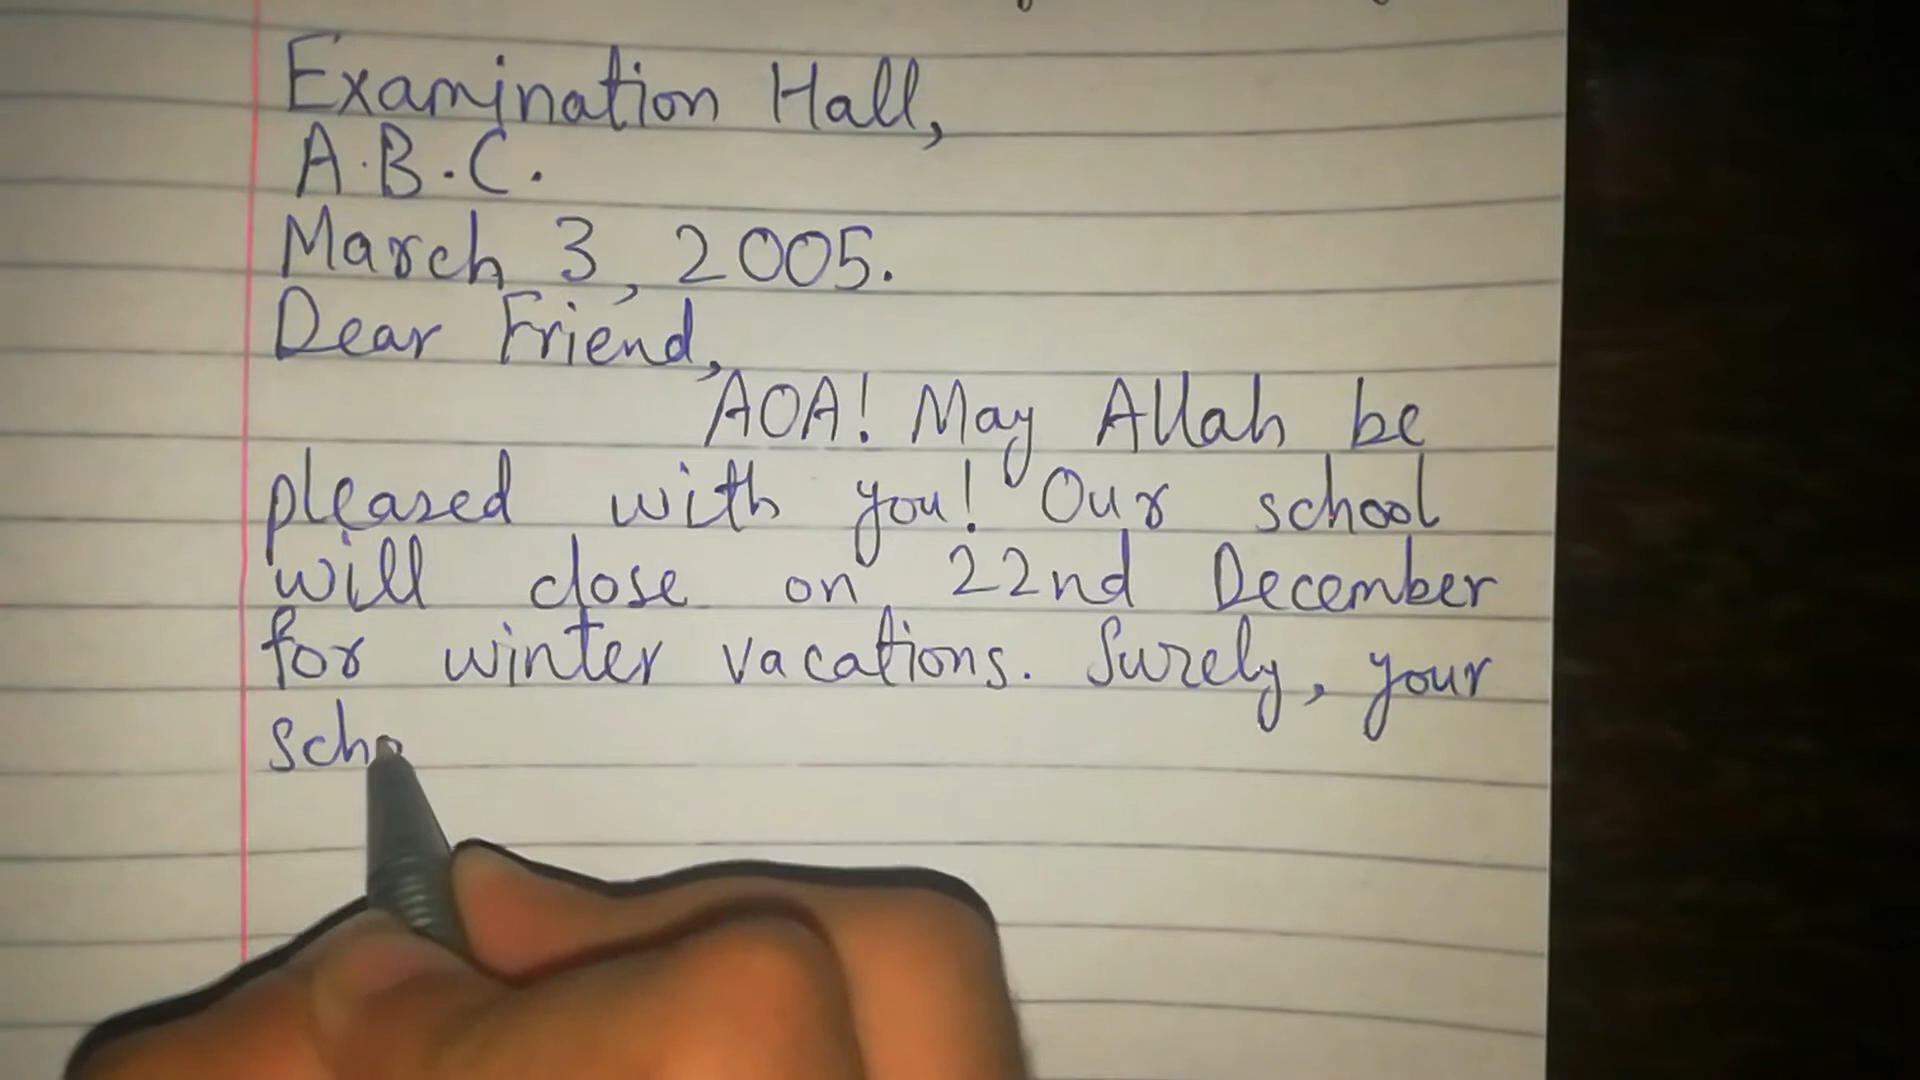 Examination Hall,
A.B.C.
March 3, 2005.
Dear Friend,
AOA! May Allah be
pleased with you! Our school
will close on 22nd December
for winter vacations. Surely, your
scho